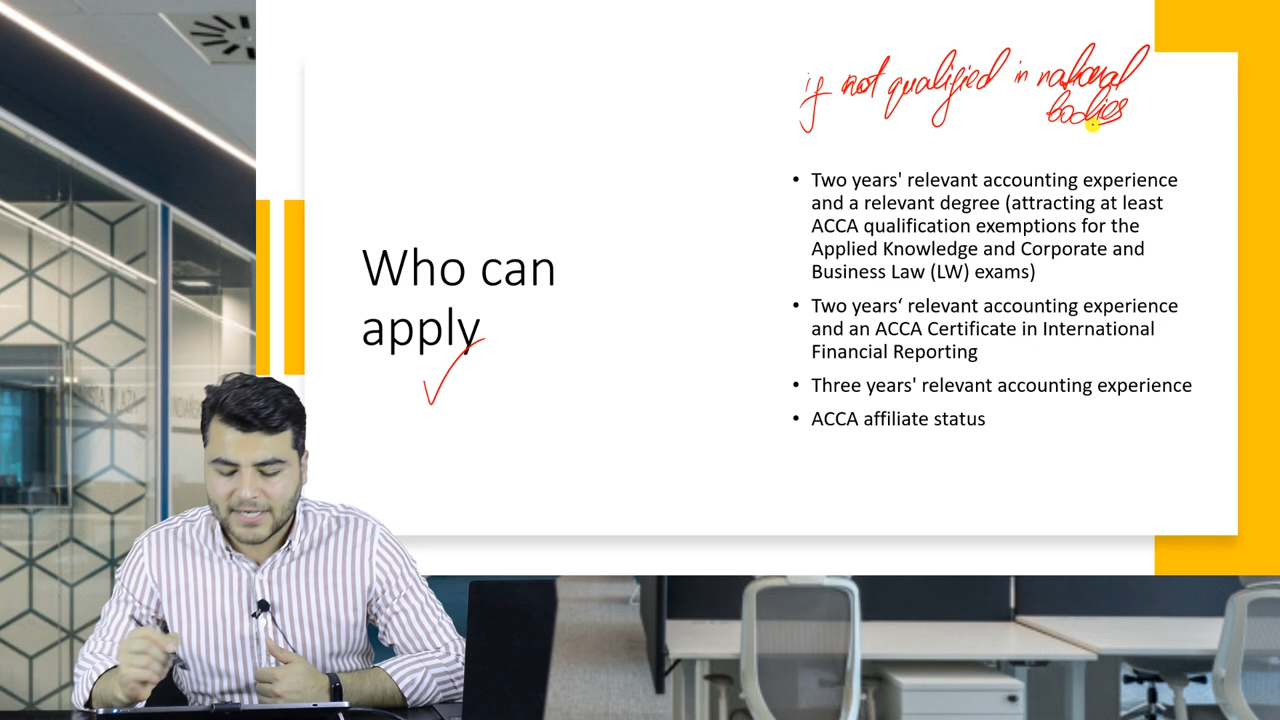 if not qualified in national
bodies
• Two years' relevant accounting experience
and a relevant degree (attracting at least
ACCA qualification exemptions for the
Applied Knowledge and Corporate and
Business Law (LW) exams)
• Two years‘ relevant accounting experience
and an ACCA Certificate in International
Financial Reporting
• Three years' relevant accounting experience
• ACCA affiliate status
Who can
apply